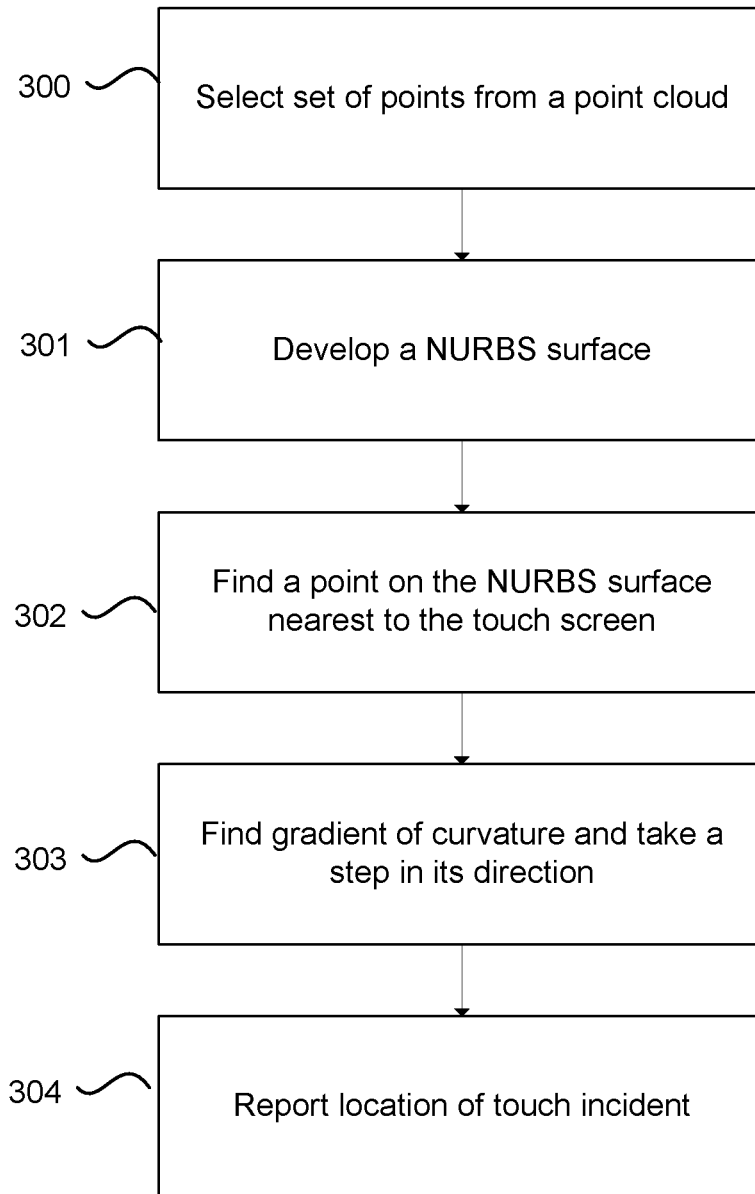 300
Select set of points from a point cloud
301
Develop a NURBS surface
302
Find a point on the NURBS surface
nearest to the touch screen
303
Find gradient of curvature and take a
step in its direction
304
Report location of touch incident